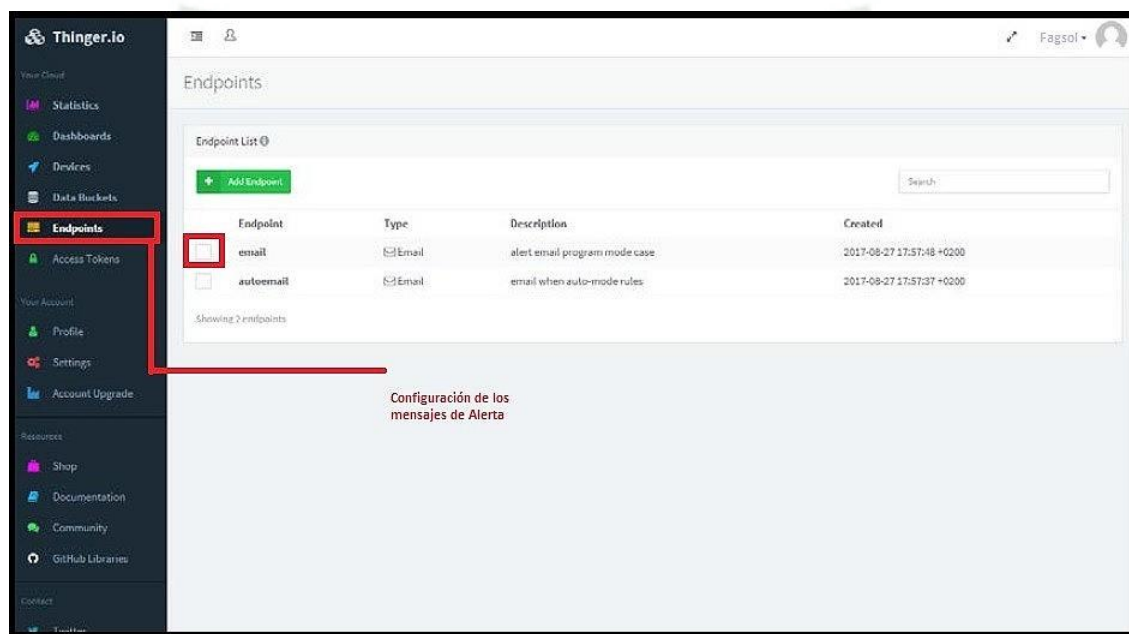 Thinger.io
Fagsol
Your Cloud
Statistics
Dashboards
Devices
Data Buckets
Endpoints
Access Tokens
Your Account
Profile
Settings
Account Upgrade
Resources
Shop
Documentation
Community
GitHub Libraries
Contact
Twitter
Endpoints
Endpoint List
+ Add Endpoint
Search
Endpoint Type Description Created
email Email alert email program mode case 2017-08-27 17:57:48 +0200
autoemail Email email when auto-mode rules 2017-08-27 17:57:37 +0200
Showing 2 endpoints
Configuración de los
mensajes de Alerta